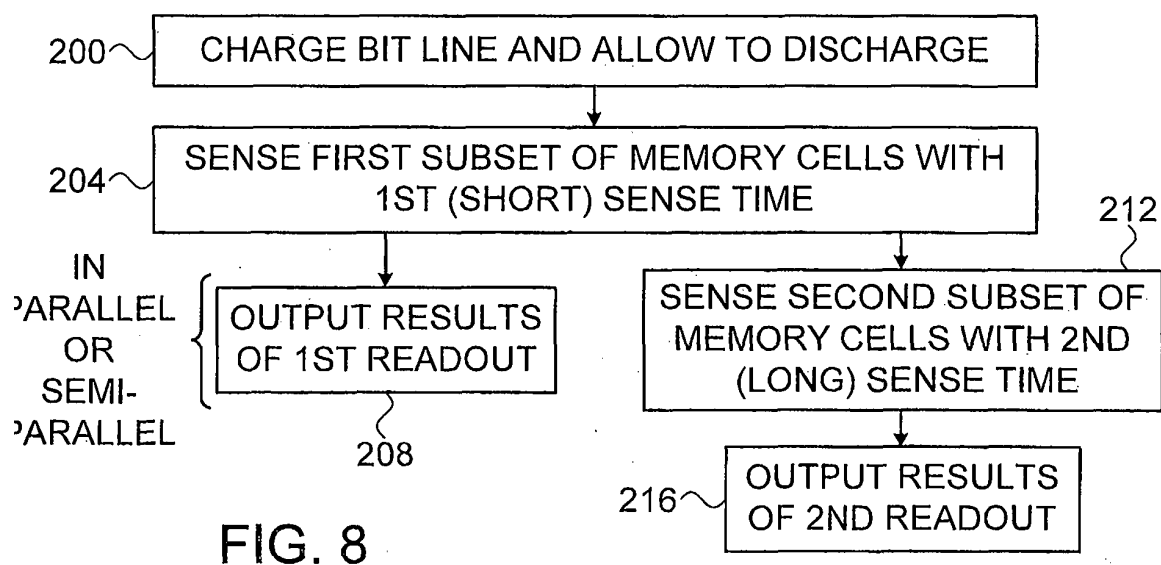 200
CHARGE BIT LINE AND ALLOW TO DISCHARGE
204
SENSE FIRST SUBSET OF MEMORY CELLS WITH
1ST (SHORT) SENSE TIME
IN
PARALLEL
OR
SEMI-
PARALLEL
OUTPUT RESULTS
OF 1ST READOUT
208
212
SENSE SECOND SUBSET OF
MEMORY CELLS WITH 2ND
(LONG) SENSE TIME
216
OUTPUT RESULTS
OF 2ND READOUT
FIG. 8